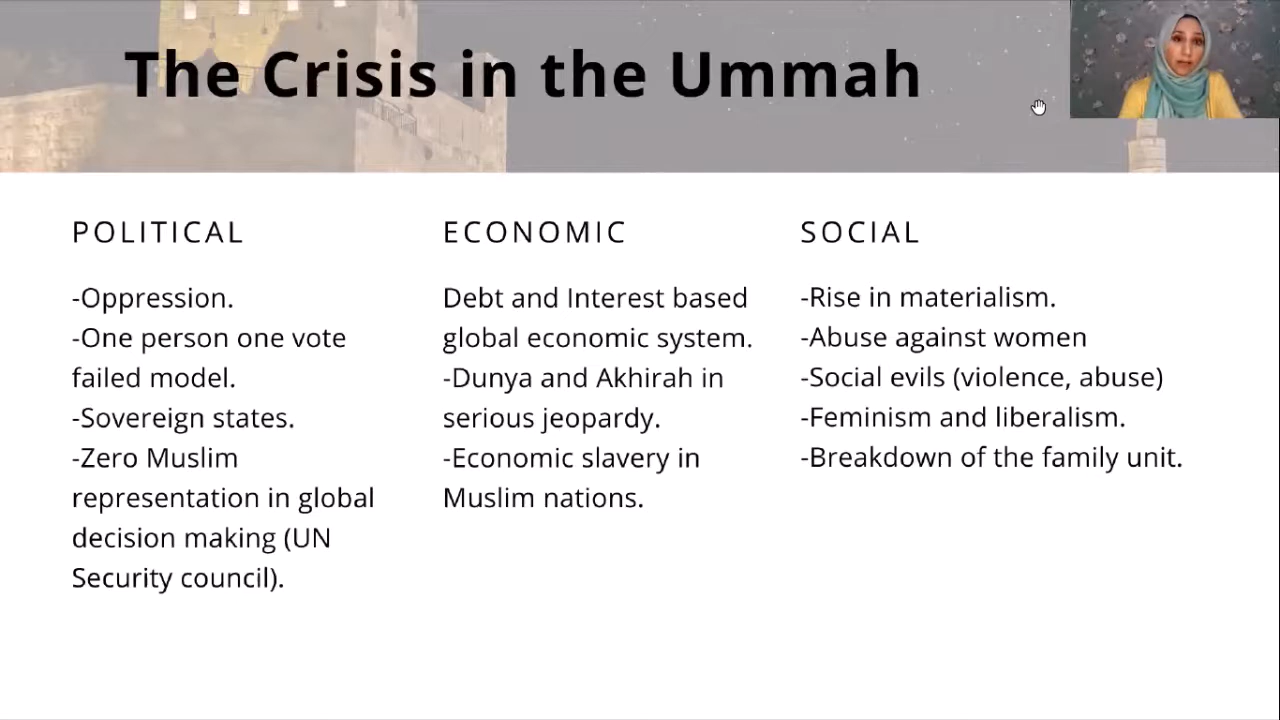 The Crisis in the Ummah
POLITICAL
-Oppression.
-One person one vote
failed model.
-Sovereign states.
-Zero Muslim
representation in global
decision making (UN
Security council).
ECONOMIC
Debt and Interest based
global economic system.
-Dunya and Akhirah in
serious jeopardy.
-Economic slavery in
Muslim nations.
SOCIAL
-Rise in materialism.
-Abuse against women
-Social evils (violence, abuse)
-Feminism and liberalism.
-Breakdown of the family unit.